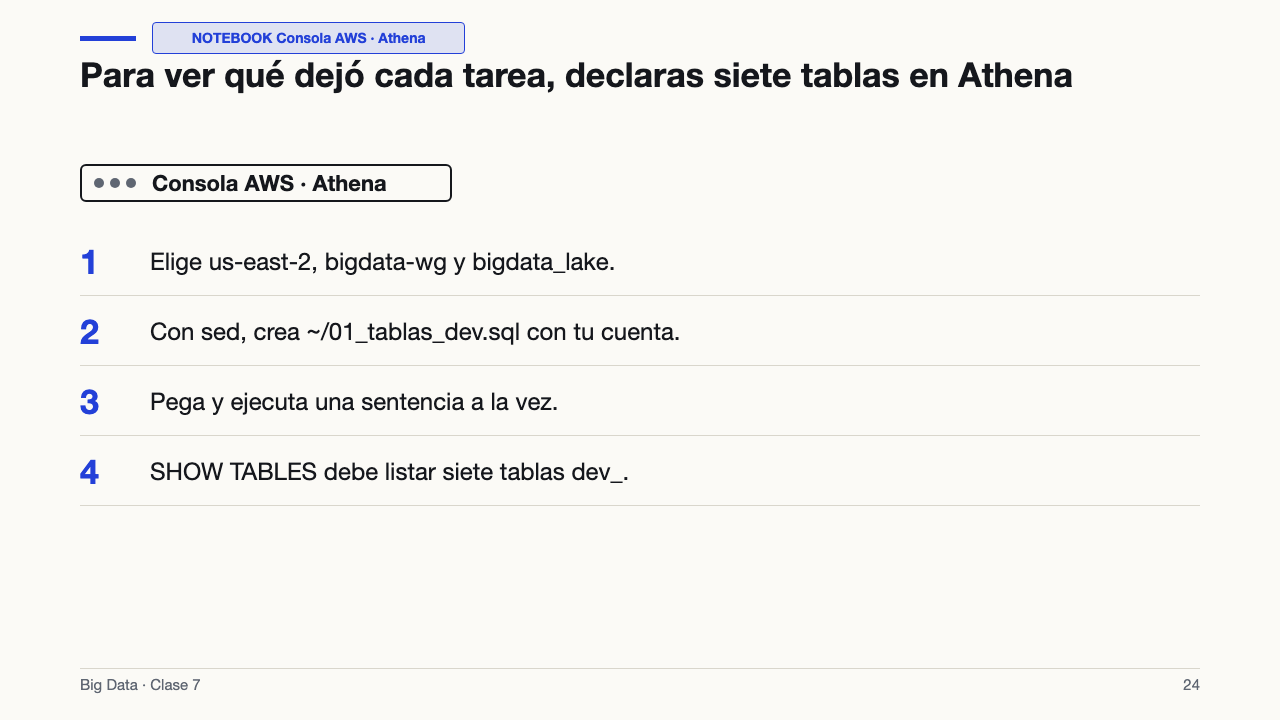 NOTEBOOK Consola AWS · Athena
Para ver qué dejó cada tarea, declaras siete tablas en Athena
Consola AWS · Athena
1 Elige us-east-2, bigdata-wg y bigdata_lake.
2 Con sed, crea ~/01_tablas_dev.sql con tu cuenta.
3 Pega y ejecuta una sentencia a la vez.
4 SHOW TABLES debe listar siete tablas dev_.
Big Data · Clase 7 24